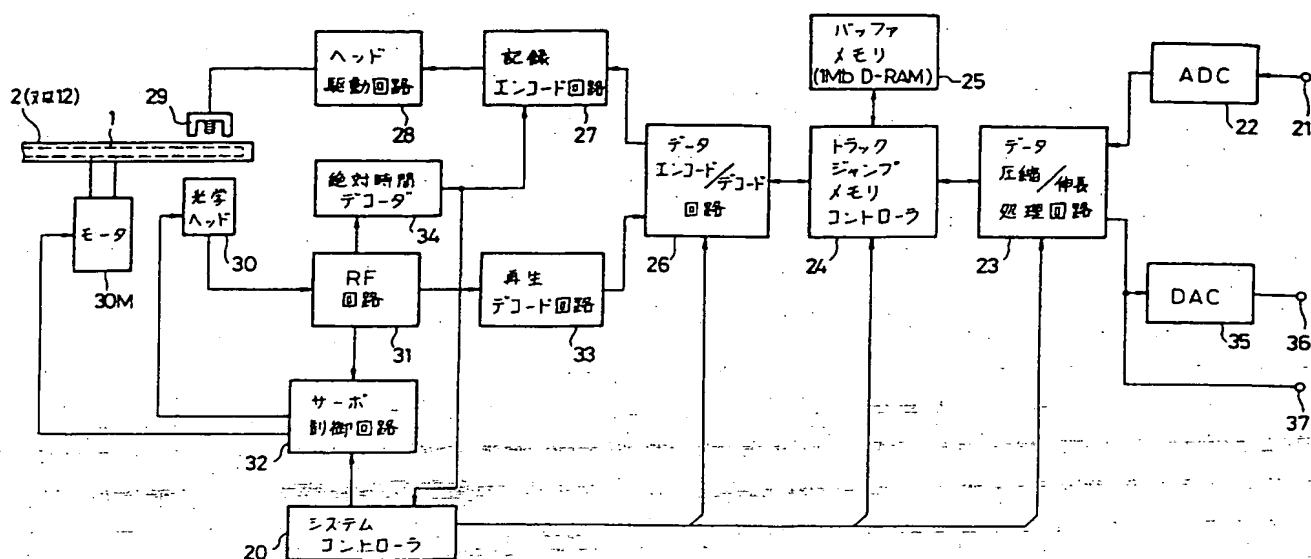 バッファ
メモリ
(1Mb D-RAM)
25
ヘッド
駆動回路
28
記録
エンコード回路
27
ADC
22
21
29
2(又は12)
1
データ
エンコード/デコード
回路
26
トラック
ジャンプ
メモリ
コントローラ
24
データ
圧縮/伸長
処理回路
23
絶対時間
デコーダ
34
光学
ヘッド
30
モータ
30M
RF
回路
31
再生
デコード回路
33
DAC
35
36
37
サーボ
制御回路
32
システム
コントローラ
20